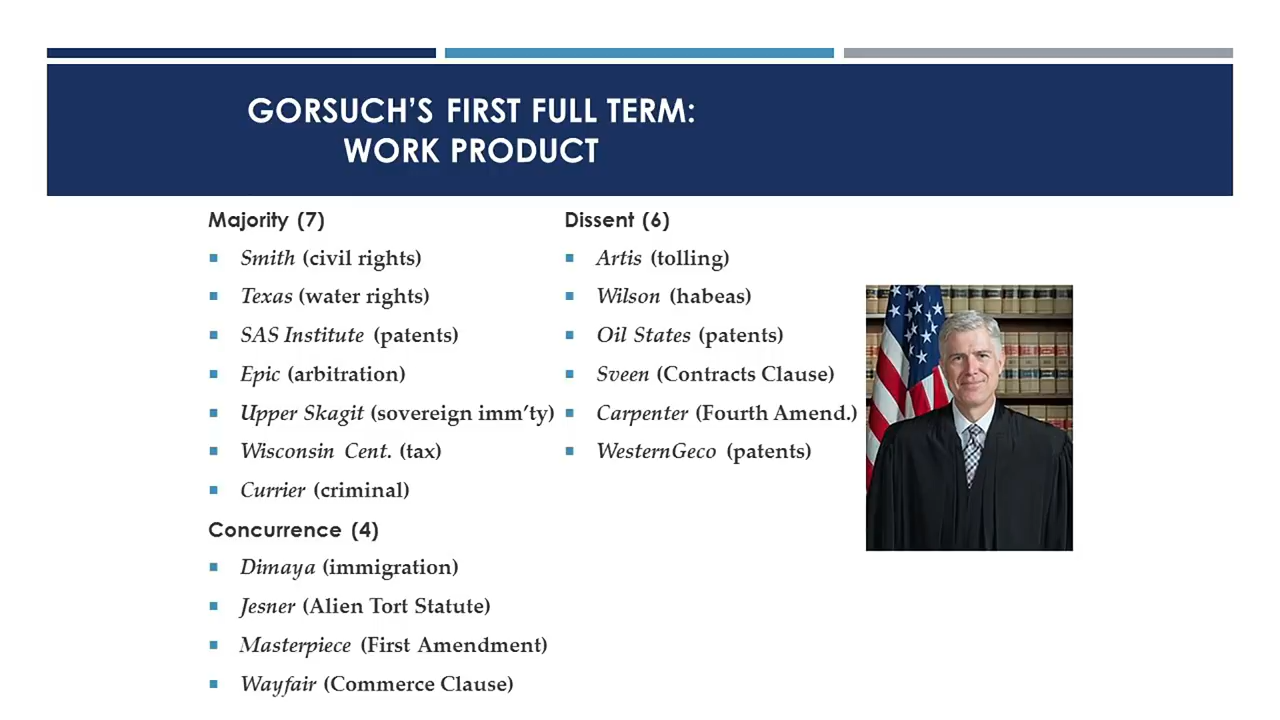 GORSUCH'S FIRST FULL TERM:
WORK PRODUCT
Majority (7)
Smith (civil rights)
Texas (water rights)
SAS Institute (patents)
Epic (arbitration)
Upper Skagit (sovereign imm'ty)
Wisconsin Cent. (tax)
Currier (criminal)
Concurrence (4)
Dimaya (immigration)
Jesner (Alien Tort Statute)
Masterpiece (First Amendment)
Wayfair (Commerce Clause)
Dissent (6)
Artis (tolling)
Wilson (habeas)
Oil States (patents)
Sveen (Contracts Clause)
Carpenter (Fourth Amend.)
WesternGeco (patents)